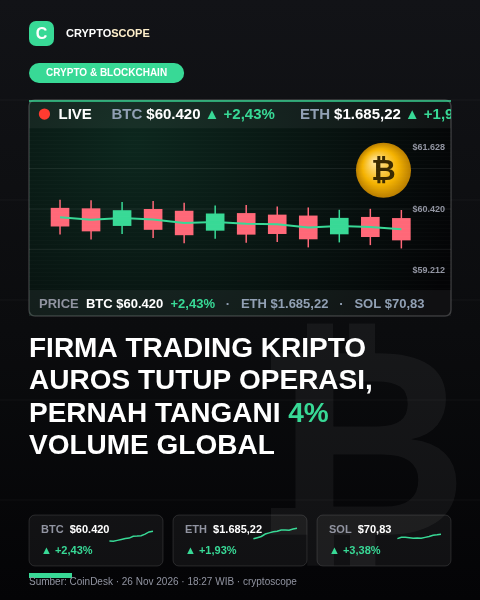 C CRYPTOSCOPE
CRYPTO & BLOCKCHAIN
LIVE BTC $60.420 ▲ +2,43% ETH $1.685,22 ▲ +1,9
₿
$61.628
$60.420
$59.212
PRICE BTC $60.420 +2,43% · ETH $1.685,22 · SOL $70,83
FIRMA TRADING KRIPTO
AUROS TUTUP OPERASI,
PERNAH TANGANI 4%
VOLUME GLOBAL
BTC $60.420 ETH $1.685,22 SOL $70,83
▲ +2,43% ▲ +1,93% ▲ +3,38%
Sumber: CoinDesk · 26 Nov 2026 · 18:27 WIB · cryptoscope